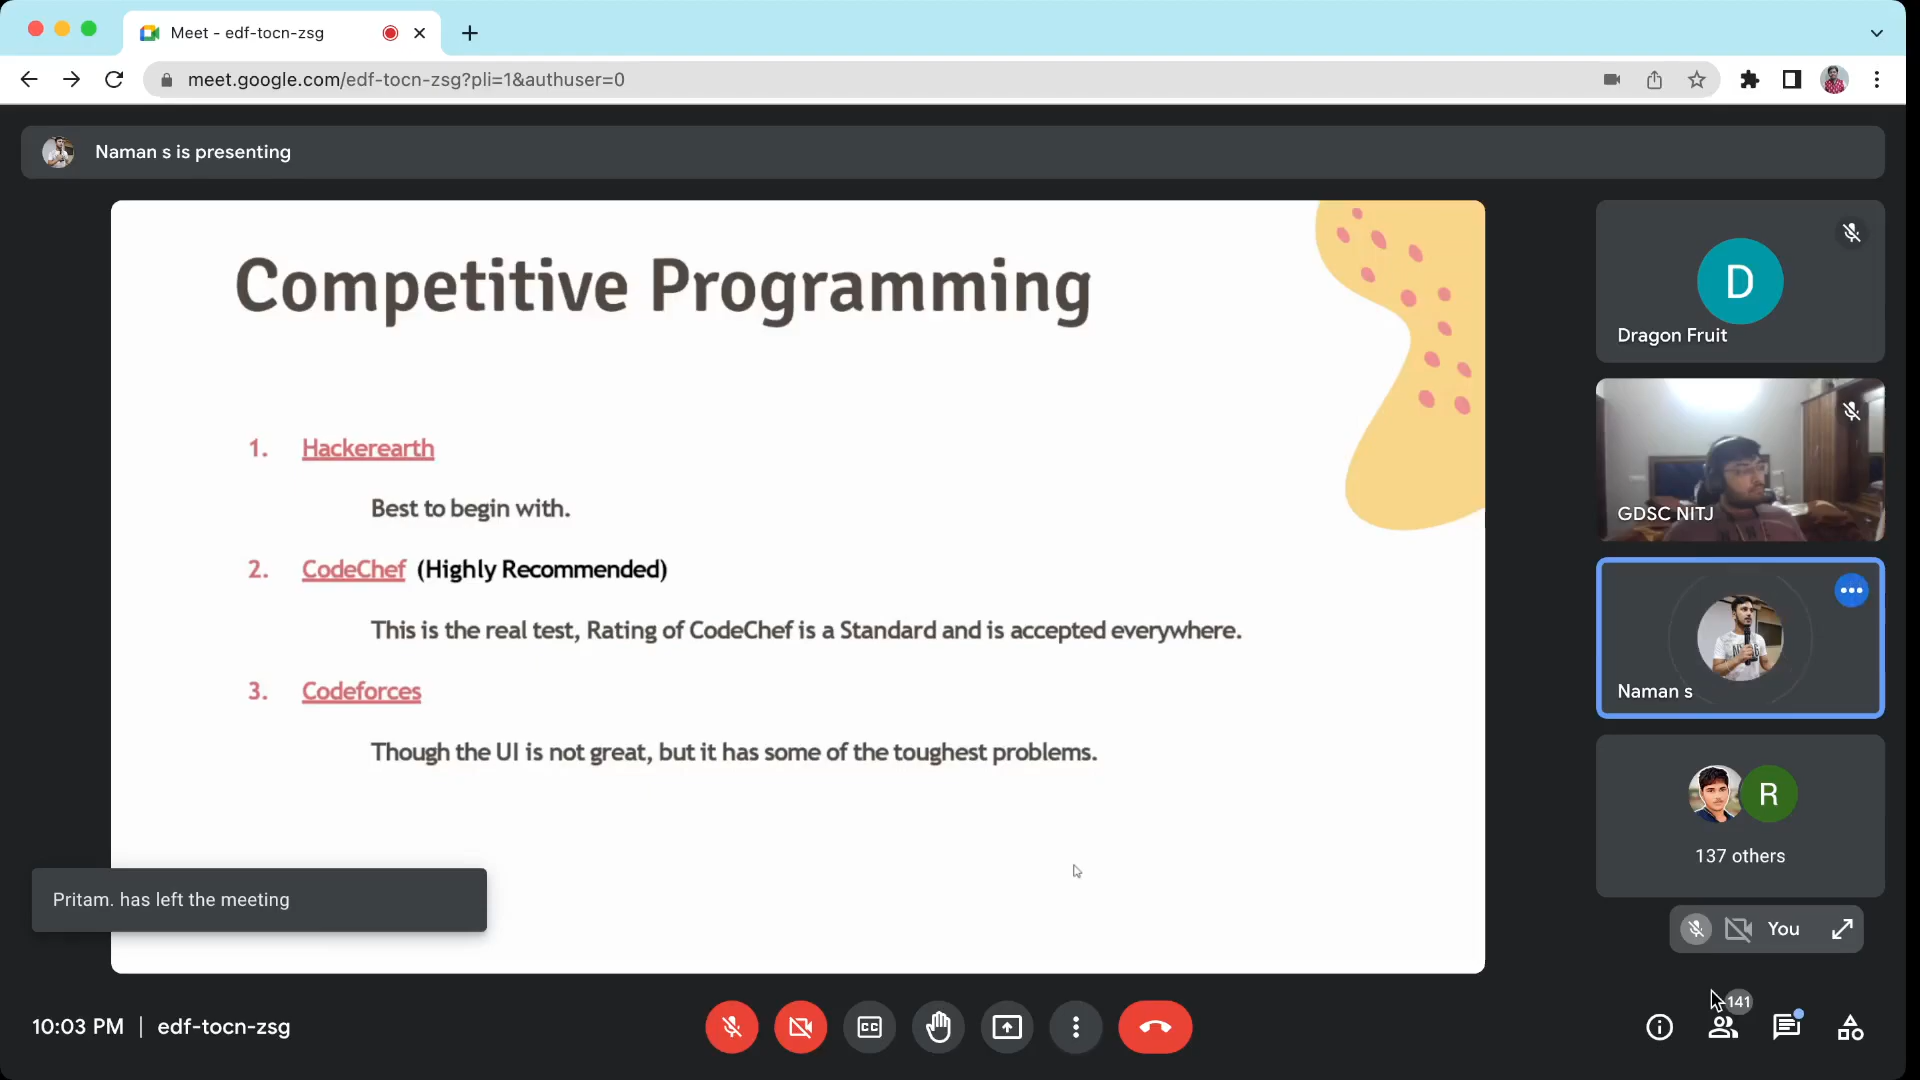 Meet - edf-tocn-zsg
meet.google.com/edf-tocn-zsg?pli=1&authuser=0
Naman s is presenting
Competitive Programming
1. Hackerearth
Best to begin with.
2. CodeChef (Highly Recommended)
This is the real test, Rating of CodeChef is a Standard and is accepted everywhere.
3. Codeforces
Though the UI is not great, but it has some of the toughest problems.
D
Dragon Fruit
GDSC NITJ
Naman s
R
137 others
Pritam. has left the meeting
You
10:03 PM | edf-tocn-zsg
CC
141